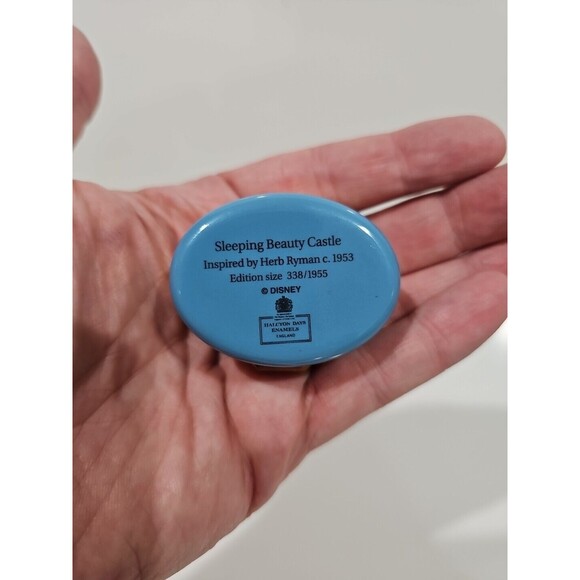 Sleeping Beauty Castle
Inspired by Herb Ryman c. 1953
Edition size 338/1955
© DISNEY
HALCYON DAYS
ENAMELS
ENGLAND